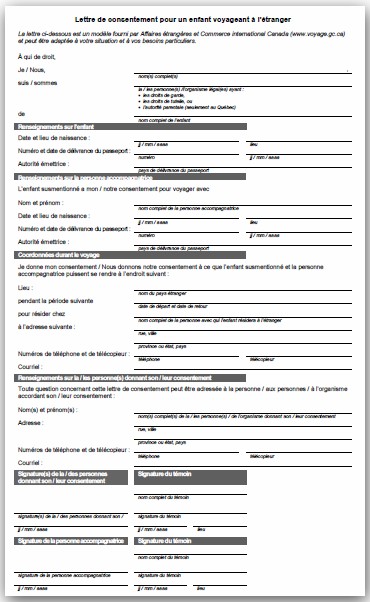 Lettre de consentement pour un enfant voyageant à l'étranger
La lettre ci-dessous est un modèle fourni par Affaires étrangères et Commerce international Canada (www.voyage.gc.ca)
et peut être adaptée à votre situation et à vos besoins particuliers.
À qui de droit,
Je / Nous,
nom(s) complet(s)
suis / sommes
la / les personne(s) / l'organisme légal(es) ayant :
• les droits de garde,
• les droits de tutelle, ou
• l'autorité parentale (seulement au Québec)
de
nom complet de l'enfant
Renseignements sur l'enfant
Date et lieu de naissance :
jj / mm / aaaa lieu
Numéro et date de délivrance du passeport :
numéro jj / mm / aaaa
Autorité émettrice :
pays de délivrance du passeport
Renseignements sur la personne accompagnatrice
L'enfant susmentionné a mon / notre consentement pour voyager avec
Nom et prénom :
nom complet de la personne accompagnatrice
Date et lieu de naissance :
jj / mm / aaaa lieu
Numéro et date de délivrance du passeport :
numéro jj / mm / aaaa
Autorité émettrice :
pays de délivrance du passeport
Coordonnées durant le voyage
Je donne mon consentement / Nous donnons notre consentement à ce que l'enfant susmentionné et la personne
accompagnatrice puissent se rendre à l'endroit suivant :
Lieu :
nom du pays étranger
pendant la période suivante
date de départ et date de retour
pour résider chez
nom complet de la personne avec qui l'enfant résidera à l'étranger
à l'adresse suivante :
rue, ville
province ou état, pays
Numéros de téléphone et de télécopieur :
téléphone télécopieur
Courriel :
Renseignements sur la / les personne(s) donnant son / leur consentement
Toute question concernant cette lettre de consentement peut être adressée à la personne / aux personnes / à l'organisme
accordant son / leur consentement :
Nom(s) et prénom(s) :
nom(s) complet(s) de la / les personne(s) / de l'organisme donnant son / leur consentement
Adresse :
rue, ville
province ou état, pays
Numéros de téléphone et de télécopieur :
téléphone télécopieur
Courriel :
Signature(s) de la / des personnes
donnant son / leur consentement
Signature du témoin
nom complet du témoin
signature(s) de la / des personnes donnant son / signature du témoin
jj / mm / aaaa jj / mm / aaaa lieu
Signature de la personne accompagnatrice Signature du témoin
nom complet du témoin
signature de la personne accompagnatrice signature du témoin
jj / mm / aaaa jj / mm / aaaa lieu